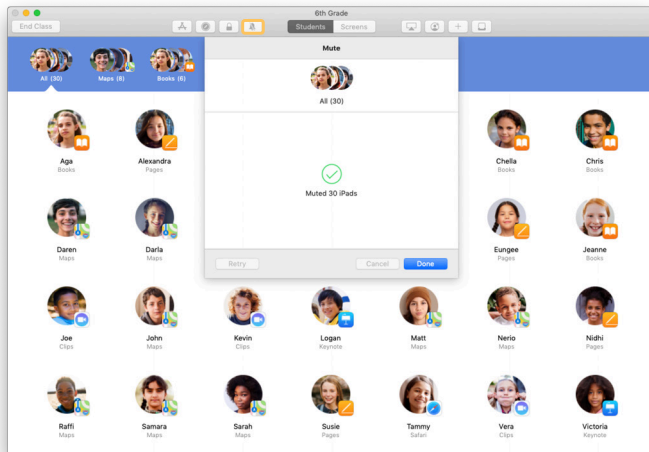 6th Grade
End Class
Students
Screens
All (30)
Maps (8)
Books (6)
Mute
All (30)
Muted 30 iPads
Retry
Cancel
Done
Aga
Books
Alexandra
Pages
Chella
Books
Chris
Books
Daren
Maps
Darla
Maps
Eungee
Pages
Jeanne
Books
Joe
Clips
John
Maps
Kevin
Clips
Logan
Keynote
Matt
Maps
Nerio
Maps
Nidhi
Pages
Raffi
Maps
Samara
Maps
Sarah
Maps
Susie
Pages
Tammy
Safari
Vera
Clips
Victoria
Keynote